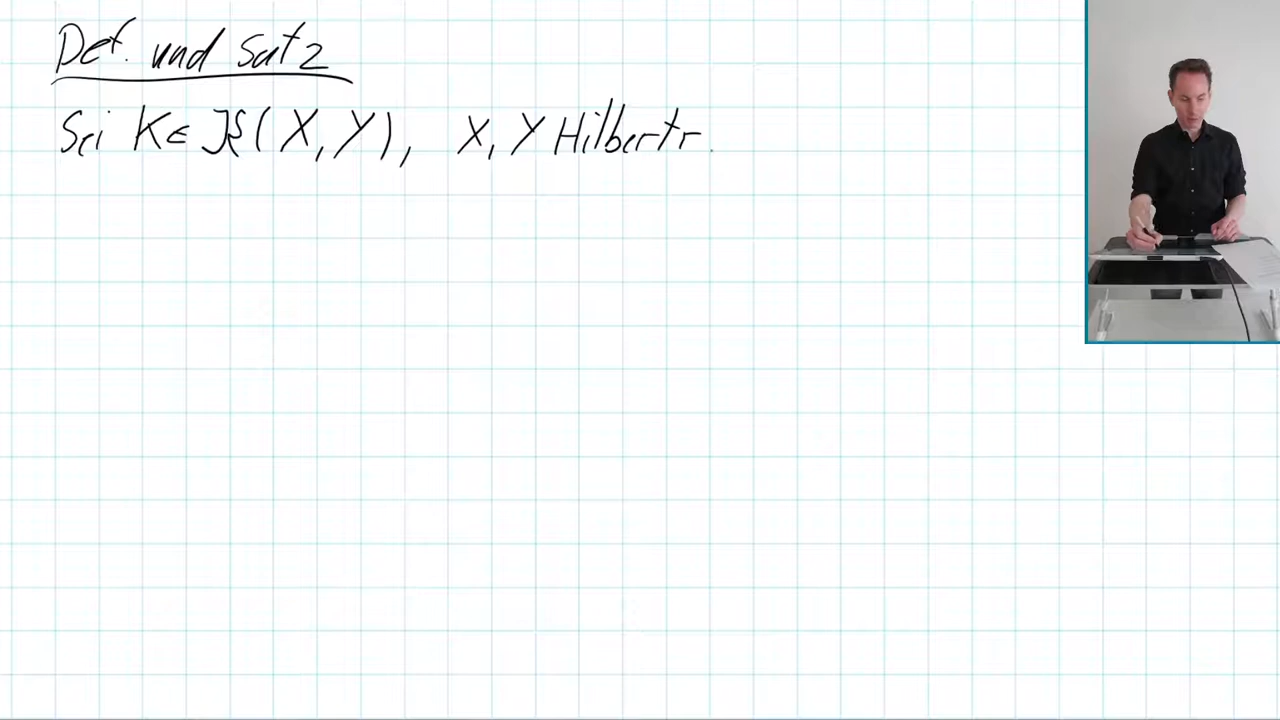 Def. und Satz
Sei K ∈ 𝔎(X, Y), X, Y Hilbertr.